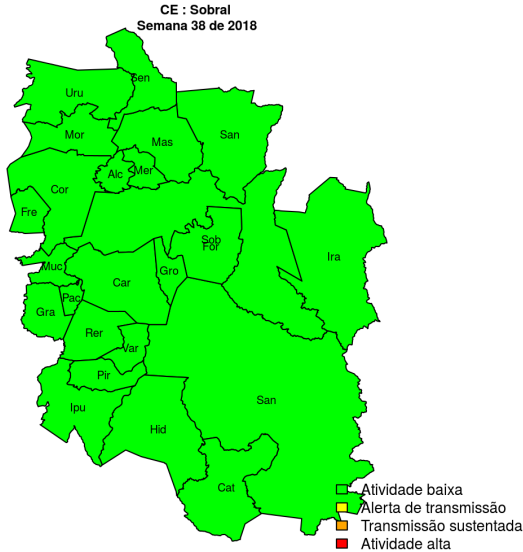 CE : Sobral
Semana 38 de 2018
Sen
Uru
Mor
Mas
San
Alc
Mer
Cor
Fre
Sob
For
Muc
Gro
Ira
Car
Pac
Gra
Rer
Var
Pir
San
Ipu
Hid
Cat
Atividade baixa
Alerta de transmissão
Transmissão sustentada
Atividade alta